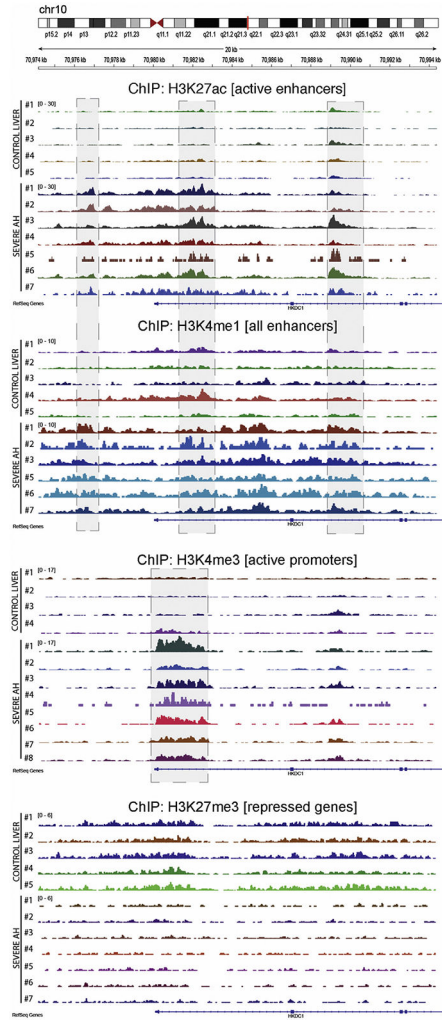 chr10
p15.2 p14 p13 p12.2 p11.23 q11.1 q11.22 q21.1 q21.2 q21.3 q22.1 q22.3 q23.1 q23.32 q24.31 q25.1 q25.2 q26.11 q26.2
20 kb
70,974 kb 70,976 kb 70,978 kb 70,980 kb 70,982 kb 70,984 kb 70,986 kb 70,988 kb 70,990 kb 70,992 kb 70,994 kb
ChIP: H3K27ac [active enhancers]
CONTROL LIVER
#1 [0 - 30]
#2
#3
#4
#5
SEVERE AH
#1 [0-30]
#2
#3
#4
#5
#6
#7
RefSeq Genes
HKDC1
ChIP: H3K4me1 [all enhancers]
CONTROL LIVER
#1 [0 - 10]
#2
#3
#4
#5
SEVERE AH
#1 [0 - 10]
#2
#3
#5
#6
#7
RefSeq Genes
HKDC1
ChIP: H3K4me3 [active promoters]
CONTROL LIVER
#1 [0 - 17]
#2
#3
#4
SEVERE AH
#1 [0-17]
#2
#3
#4
#5
#6
#7
#8
RefSeq Genes
HKDC1
ChIP: H3K27me3 [repressed genes]
CONTROL LIVER
#1 [0 - 6]
#2
#3
#4
#5
SEVERE AH
#1 [0-6]
#2
#3
#4
#5
#6
#7
RefSeq Genes
HKDC1